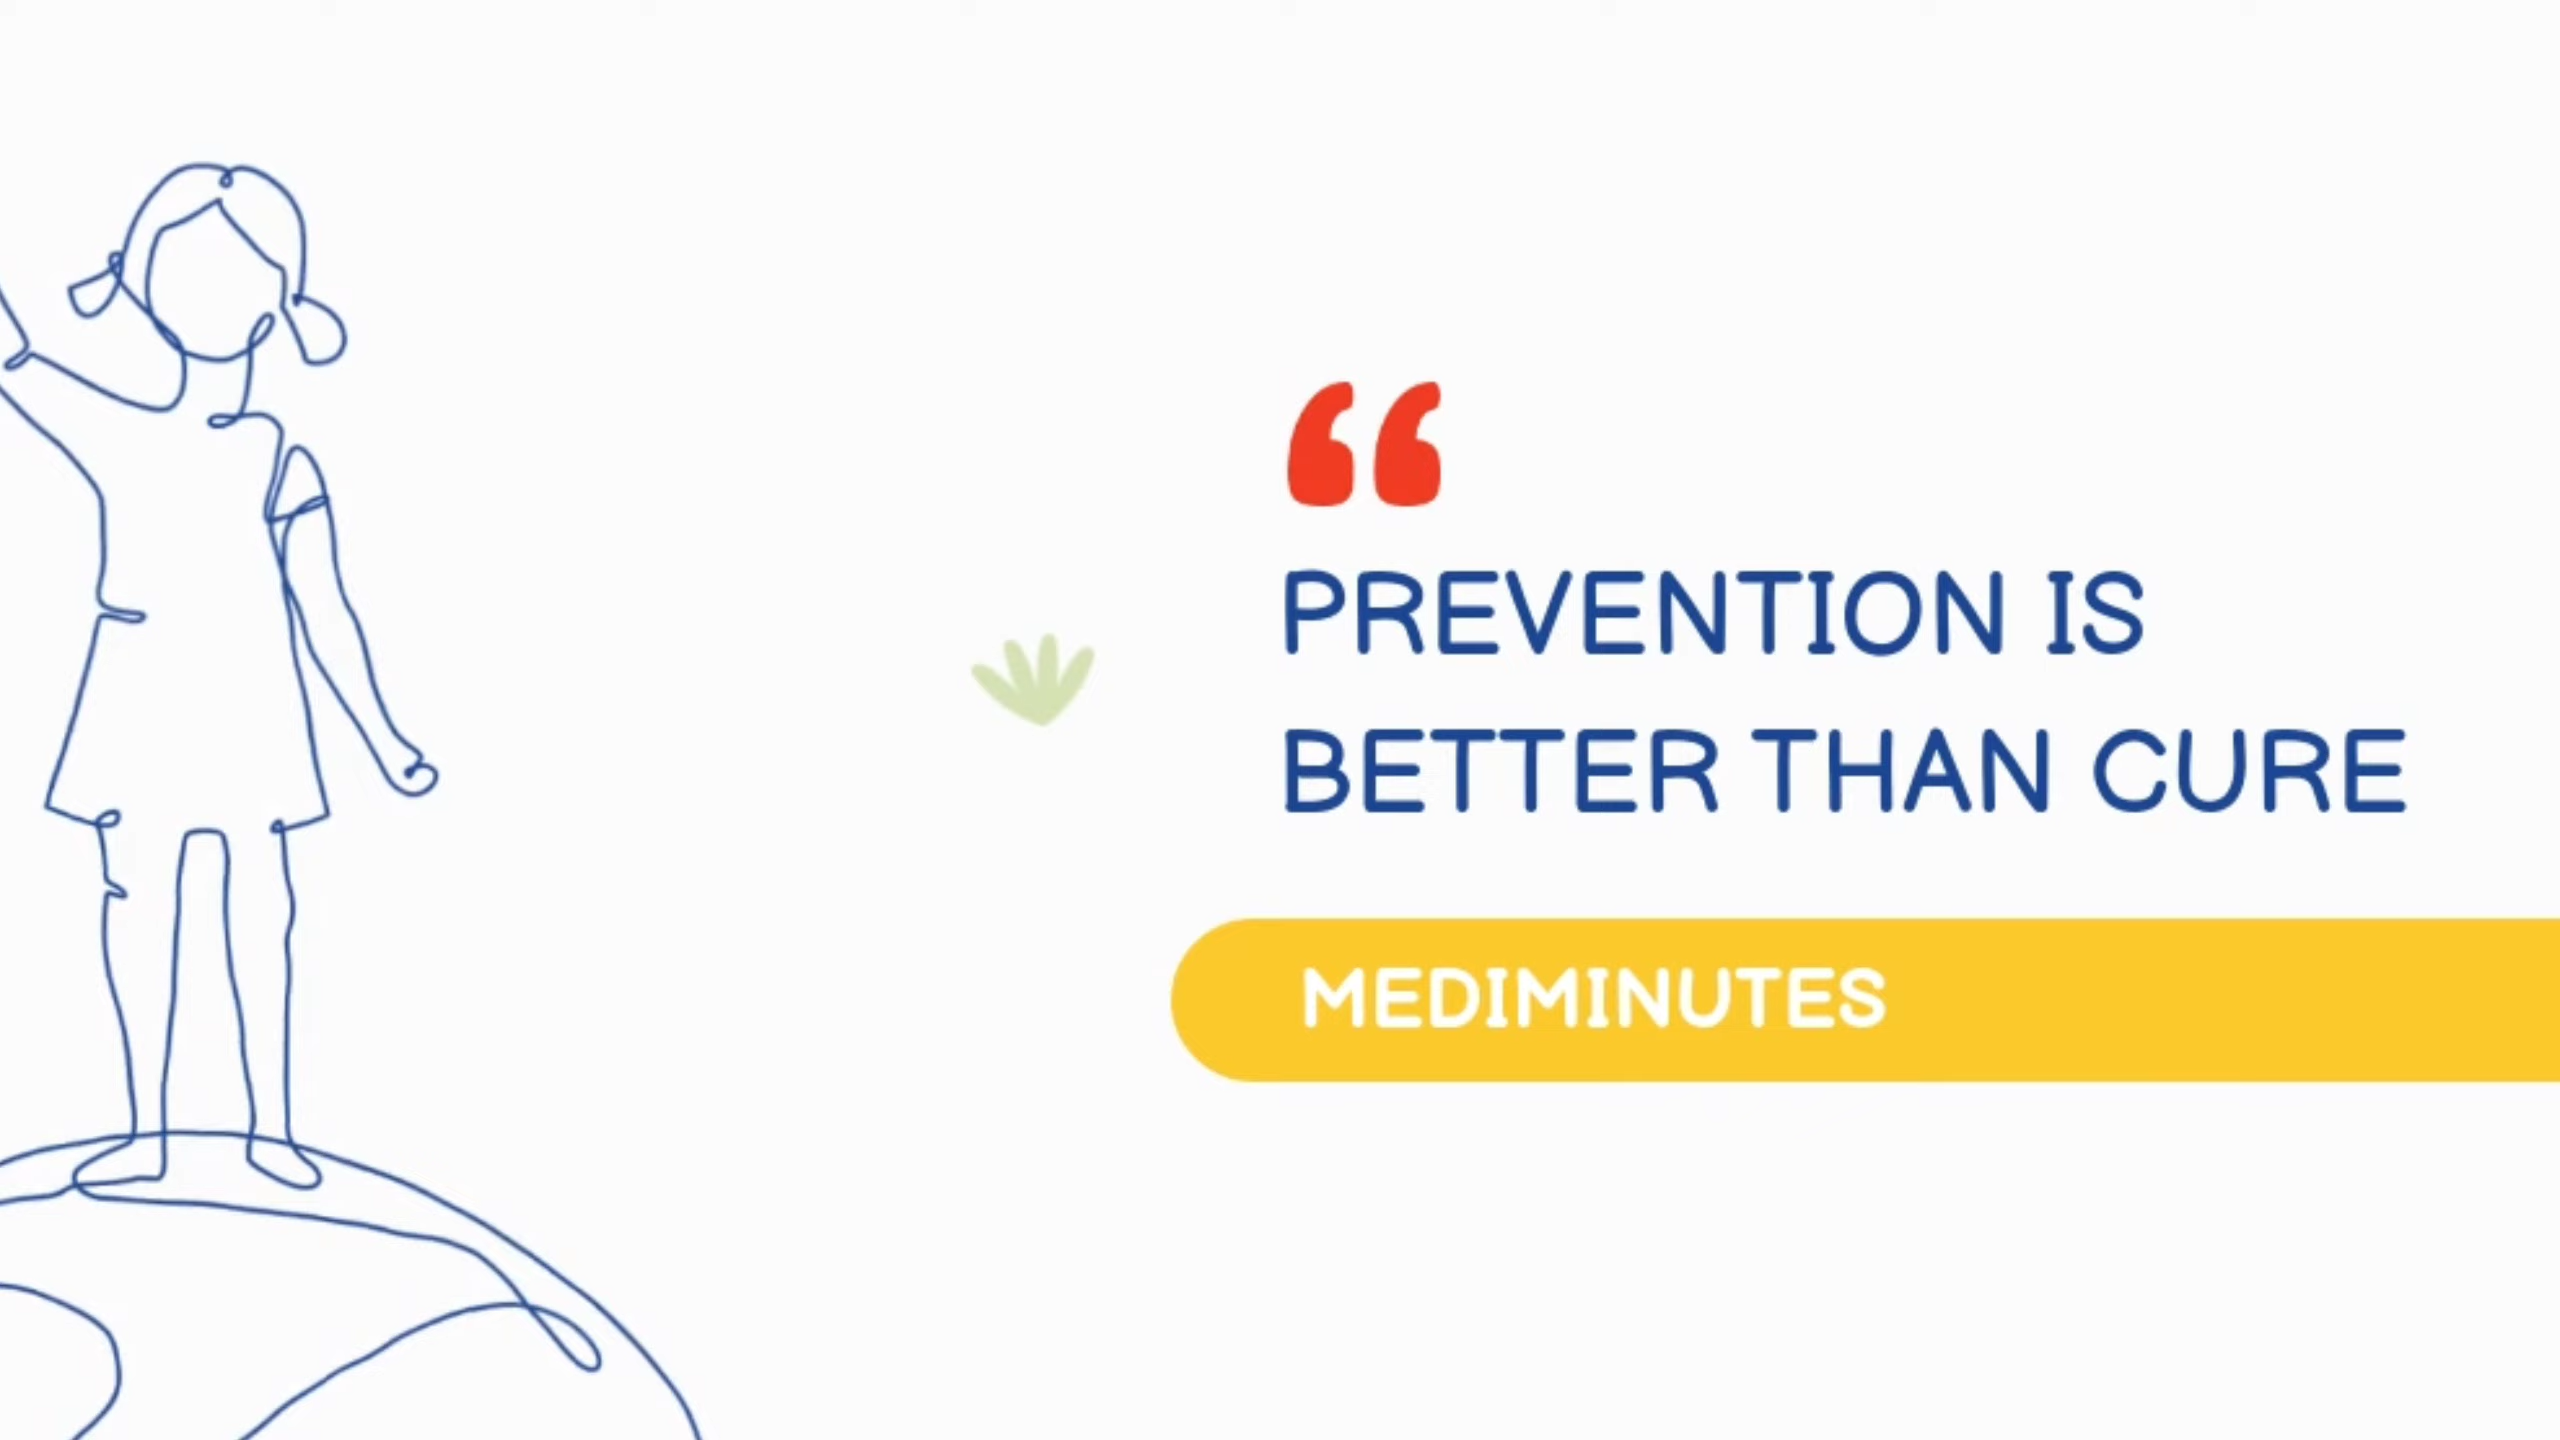 “
PREVENTION IS
BETTER THAN CURE
MEDIMINUTES